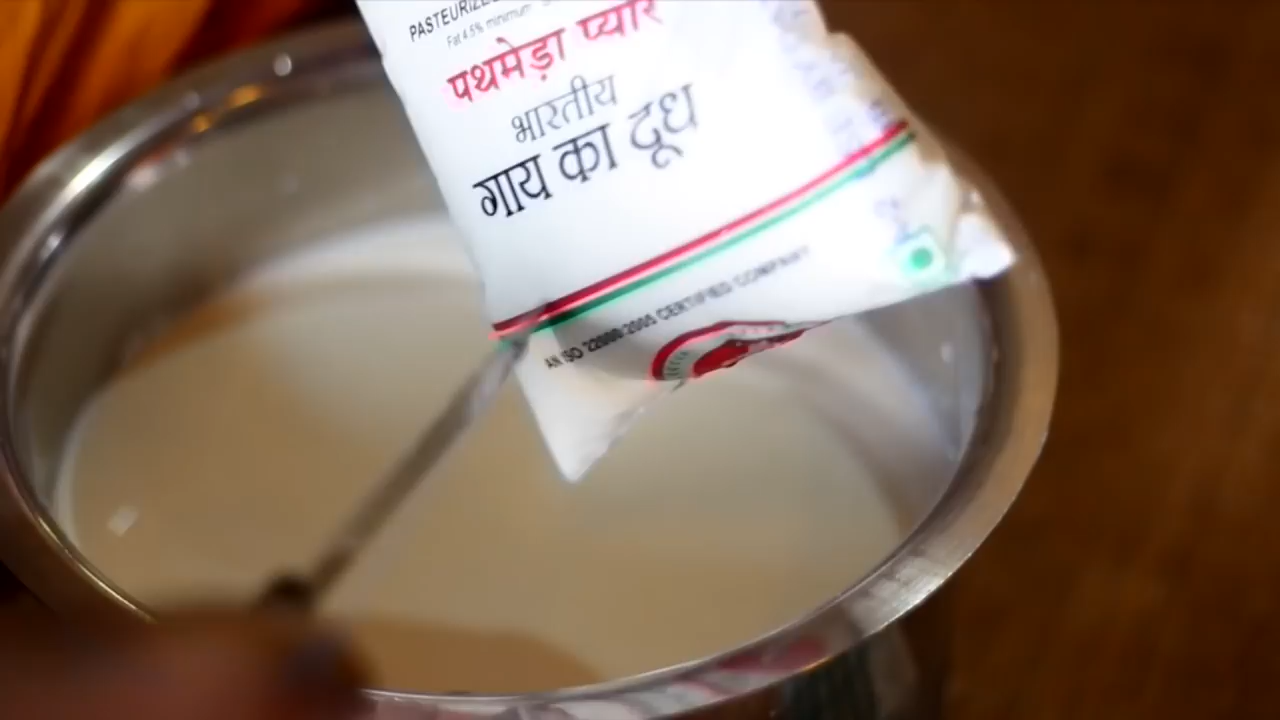 PASTEURIZED
Fat 4.5% minimum
पथमेड़ा प्यार
भारतीय
गाय का दूध
AN ISO 22000:2005 CERTIFIED COMPANY